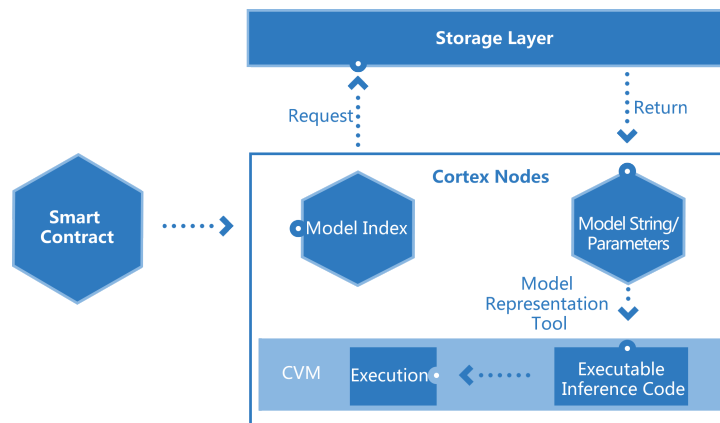 Storage Layer
Request
Return
Cortex Nodes
Smart
Contract
Model Index
Model String/
Parameters
Model
Representation
Tool
CVM
Execution
Executable
Inference Code